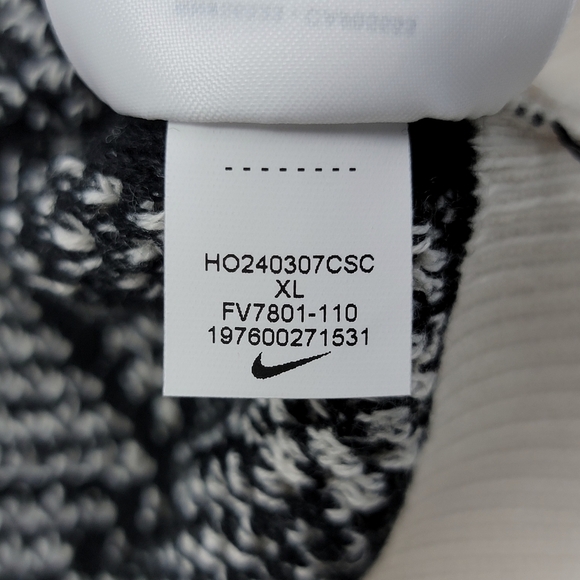 --------
HO240307CSC
XL
FV7801-110
197600271531